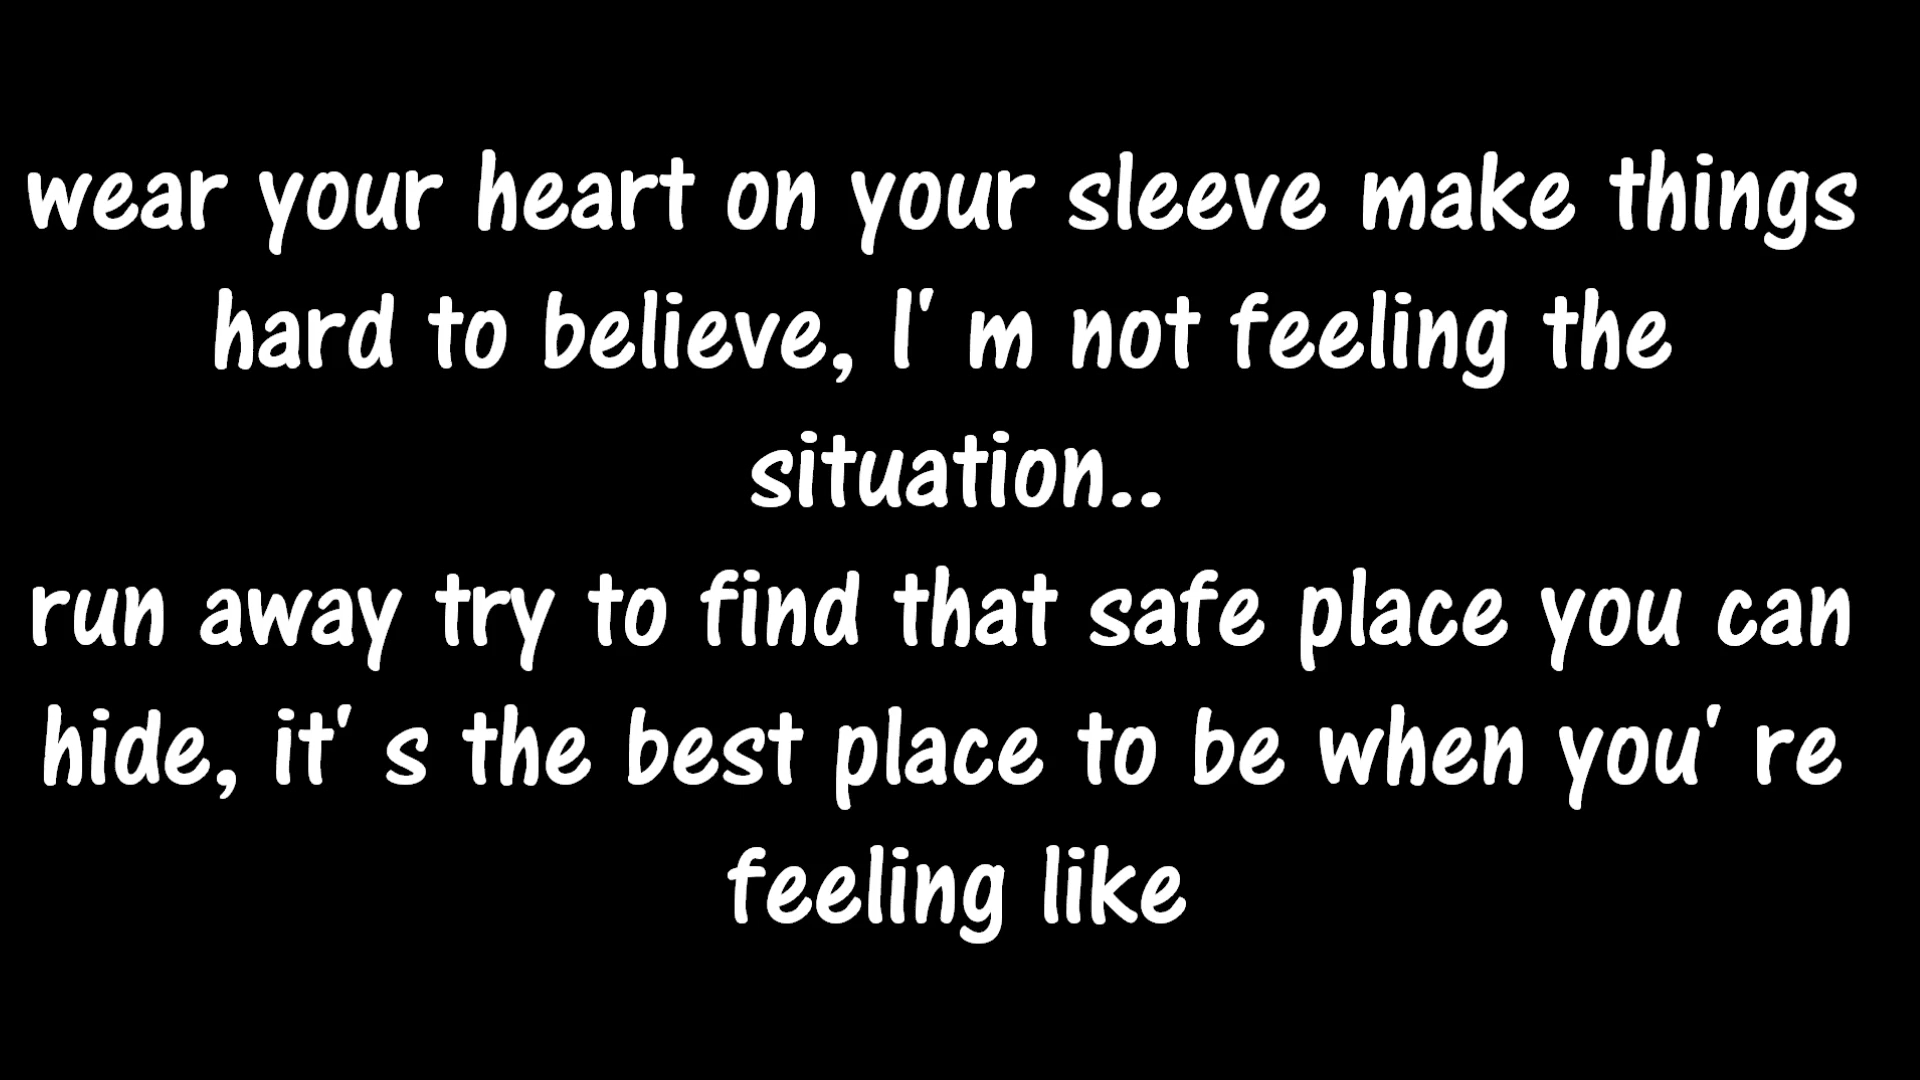 wear your heart on your sleeve make things
hard to believe, I' m not feeling the
situation..
run away try to find that safe place you can
hide, it' s the best place to be when you' re
feeling like